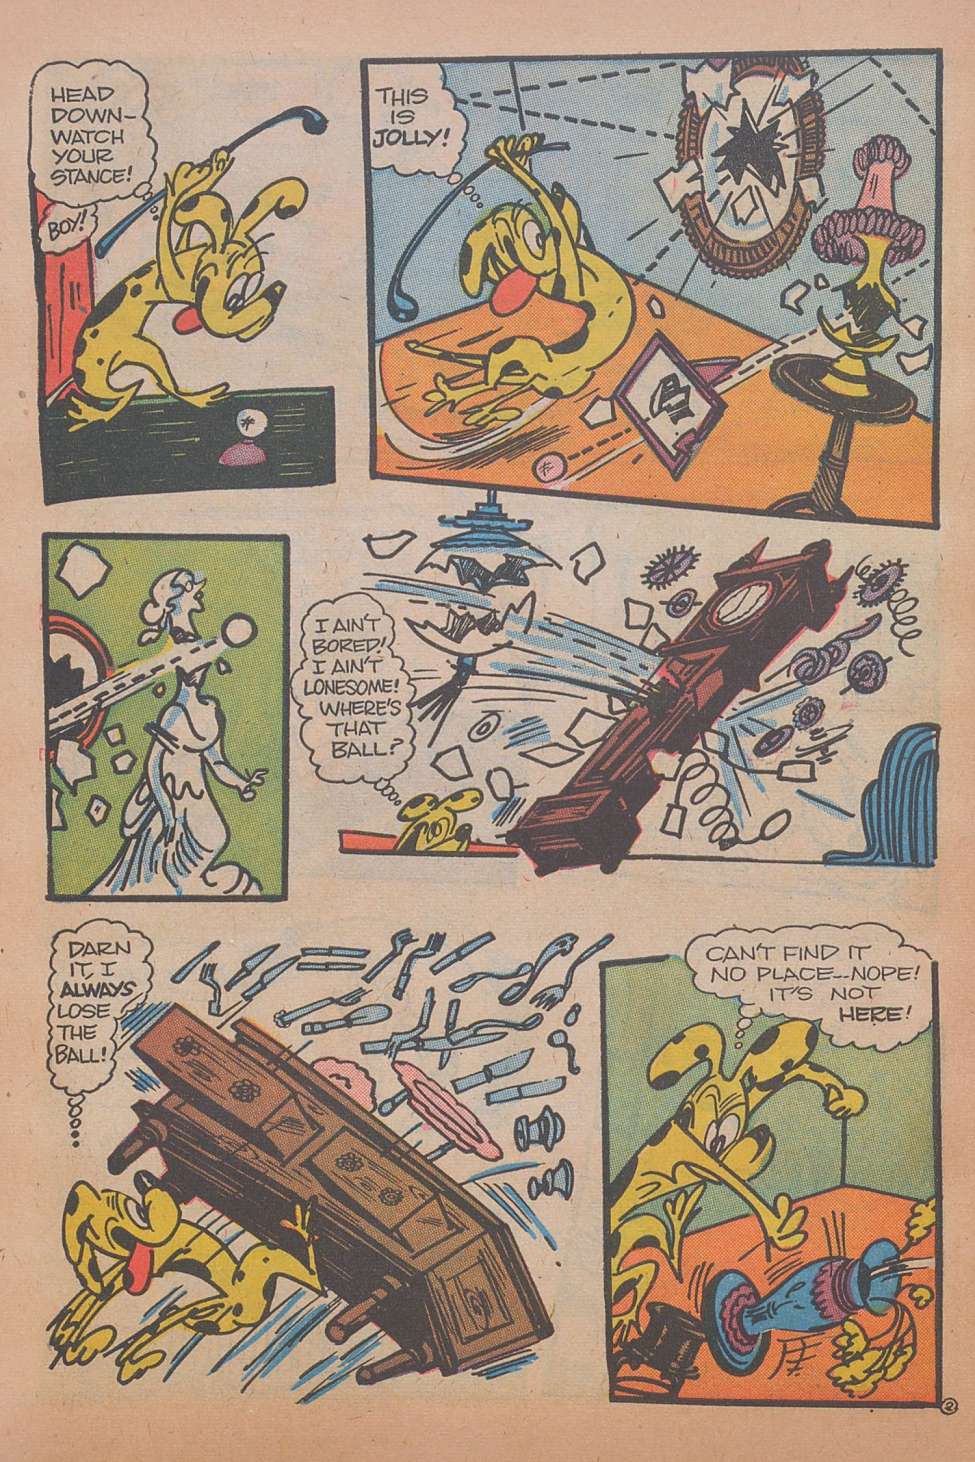 HEAD
DOWN-
WATCH
YOUR
STANCE!
BOY!
THIS
IS
JOLLY!
I AIN'T
BORED!
I AIN'T
LONESOME!
WHERE'S
THAT
BALL?
DARN
IT, I
ALWAYS
LOSE
THE
BALL!
CAN'T FIND IT
NO PLACE--NOPE!
IT'S NOT
HERE!
2